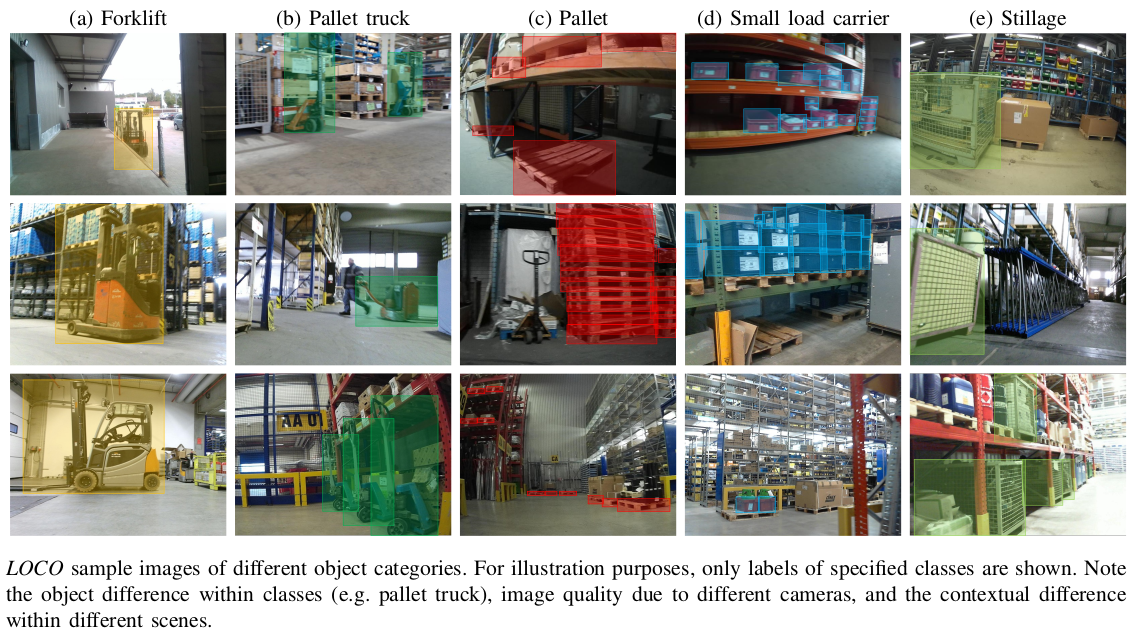 (a) Forklift
(b) Pallet truck
(c) Pallet
(d) Small load carrier
(e) Stillage
AA 01
LOCO sample images of different object categories. For illustration purposes, only labels of specified classes are shown. Note
the object difference within classes (e.g. pallet truck), image quality due to different cameras, and the contextual difference
within different scenes.